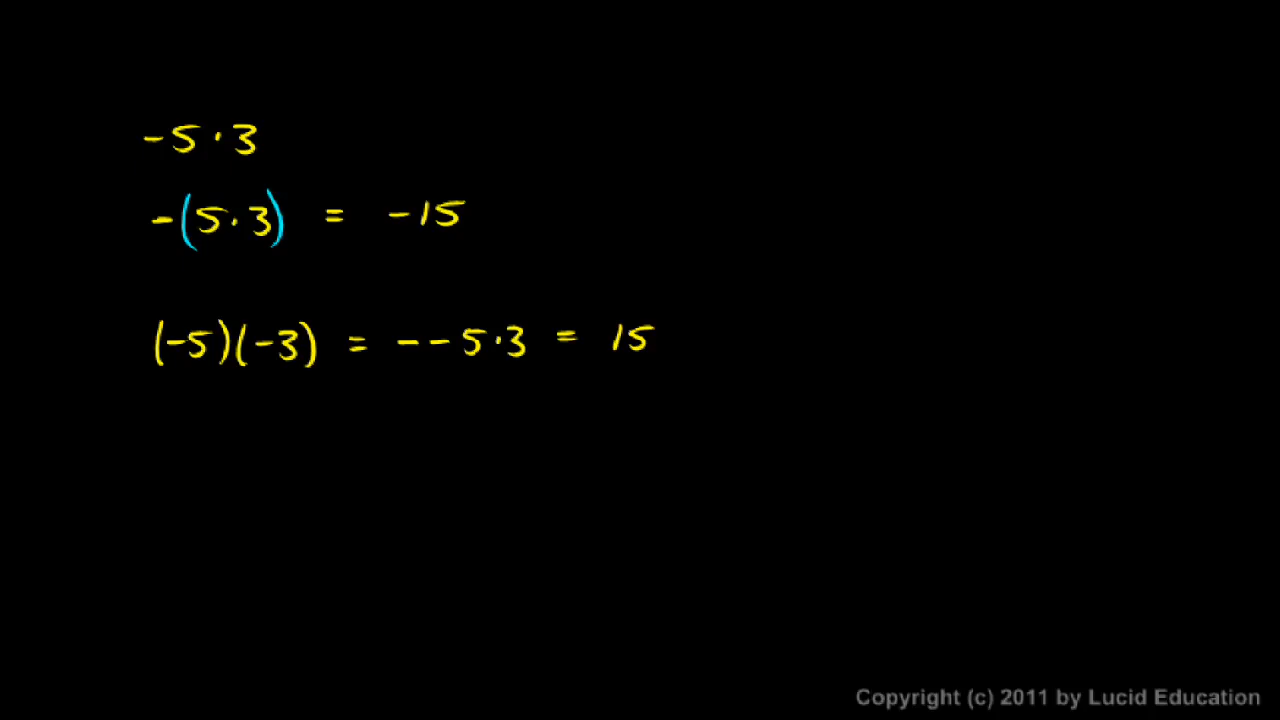 -5·3
-(5·3) = -15
(-5)(-3) = --5·3 = 15
Copyright (c) 2011 by Lucid Education